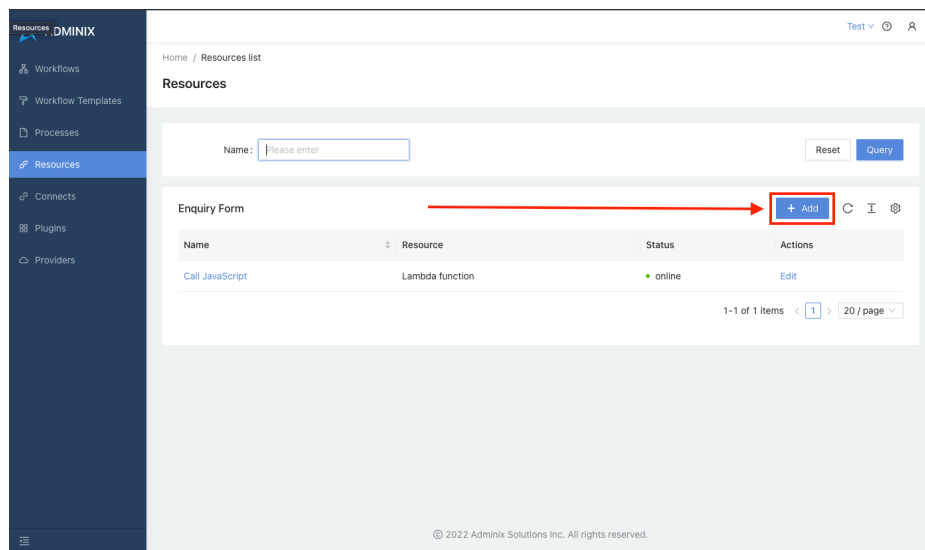 Resources
ADMINIX
Test
Workflows
Workflow Templates
Processes
Resources
Connects
Plugins
Providers
Home / Resources list
Resources
Name: Please enter
Reset
Query
Enquiry Form
+ Add
Name Resource Status Actions
Call JavaScript Lambda function online Edit
1-1 of 1 items < 1 > 20 / page
© 2022 Adminix Solutions Inc. All rights reserved.